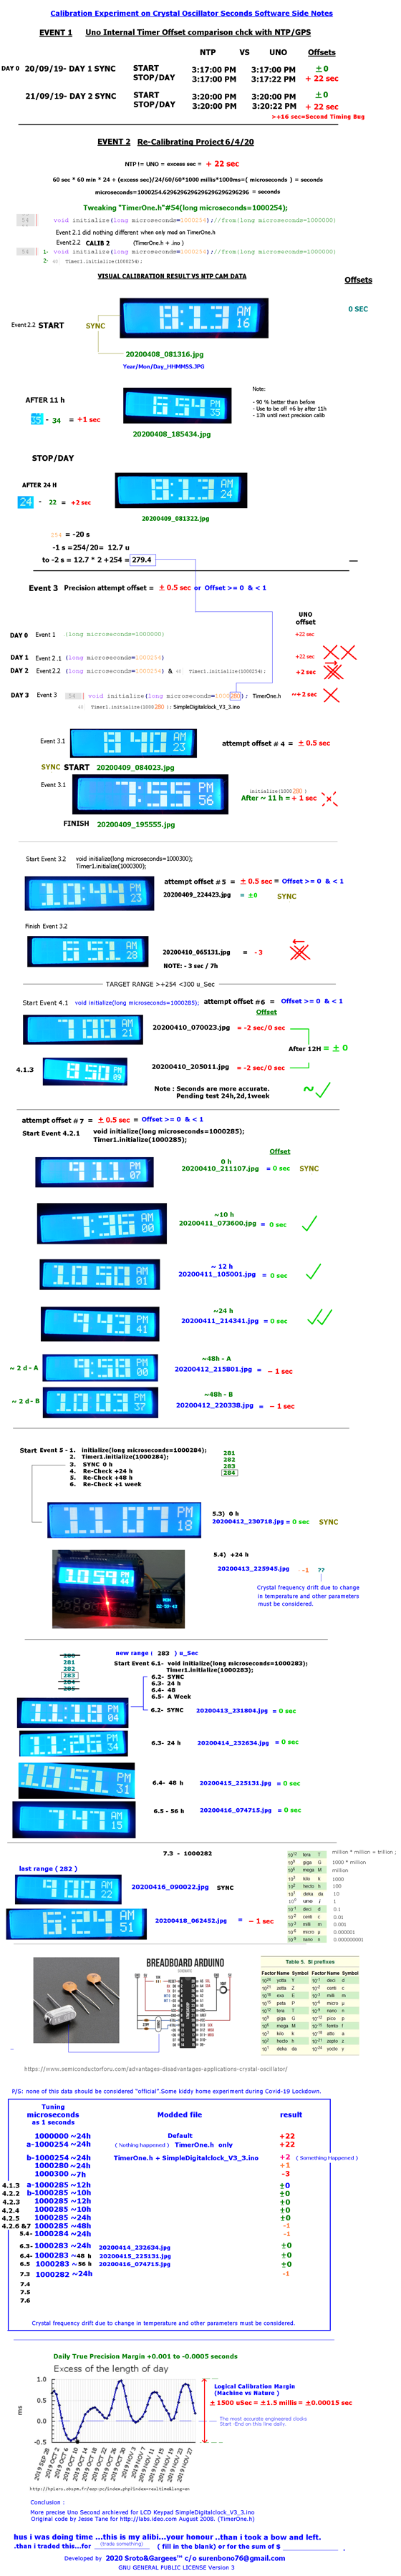 Calibration Experiment on Crystal Oscillator Seconds Software Side Notes
EVENT 1 Uno Internal Timer Offset comparison chck with NTP/GPS
NTP VS UNO Offsets
DAY 0 20/09/19- DAY 1 SYNC START 3:17:00 PM 3:17:00 PM ±0
STOP/DAY 3:17:00 PM 3:17:22 PM + 22 sec
21/09/19- DAY 2 SYNC START 3:20:00 PM 3:20:00 PM ±0
STOP/DAY 3:20:00 PM 3:20:22 PM + 22 sec
>+16 sec=Second Timing Bog
EVENT 2 Re-Calibrating Project 6/4/20
NTP != UNO = excess sec = + 22 sec
60 sec * 60 min * 24 + (excess sec)/24/60/60*1000 millis*1000ms=( microseconds ) = seconds
microseconds=1000254.629629629629629629629296 = seconds
Tweaking "TimerOne.h"#54(long microseconds=1000254);
54 void initialize(long microseconds=1000254);//from(long microseconds=1000000)
Event 2.1 did nothing different when only mod on TimerOne.h
Event 2.2 CALIB 2 (TimerOne.h + .ino )
54 1- void initialize(long microseconds=1000254);//from(long microseconds=1000000)
2- 40 Timer1.initialize(1000254);
VISUAL CALIBRATION RESULT VS NTP CAM DATA
Offsets
0 SEC
Event 2.2 START SYNC
8:13 AM 16
20200408_081316.jpg
Year/Mon/Day_HHMMSS.JPG
AFTER 11 h
35 - 34 = +1 sec
6:54 PM 35
20200408_185434.jpg
Note:
- 90 % better than before
- Use to be off +6 by after 11h
- 13h until next precision calib
STOP/DAY
AFTER 24 H
24 - 22 = +2 sec
8:13 AM 24
20200409_081322.jpg
254 = -20 s
-1 s =254/20= 12.7 u
to -2 s = 12.7 * 2 +254 = 279.4
Event 3 Precision attempt offset = ± 0.5 sec or Offset >= 0 & < 1
UNO offset
DAY 0 Event 1 (long microseconds=1000000) +22 sec
DAY 1 Event 2 .1 (long microseconds=1000254) +22 sec
DAY 2 Event2.2 (long microseconds=1000254) & 40 Timer1.initialize(1000254); +2 sec
DAY 3 Event 3 54 void initialize(long microseconds=1000280); TimerOne.h ~+2 sec
40 Timer1.initialize(1000280); SimpleDigitalclock_V3_3.ino
Event 3.1
8:40 AM 23
attempt offset # 4 = ± 0.5 sec
SYNC START 20200409_084023.jpg
Event 3.1
7:55 PM 56
initialize(1000280 )
After ~ 11 h =+ 1 sec
FINISH 20200409_195555.jpg
Start Event 3.2 void initialize(long microseconds=1000300);
Timer1.initialize(1000300);
10:44 PM 23
attempt offset #5 = ± 0.5 sec= Offset >= 0 & < 1
20200409_224423.jpg = ±0 SYNC
Finish Event 3.2
6:51 AM 28
20200410_065131.jpg = -3
NOTE: - 3 sec / 7h
TARGET RANGE >+254 <300 u_Sec
Start Event 4.1 void initialize(long microseconds=1000285); attempt offset #6 = Offset >= 0 & < 1
Offset
7:00 AM 21
20200410_070023.jpg = -2 sec/0 sec
After 12H = ± 0
4.1.3
8:50 PM 09
20200410_205011.jpg = -2 sec/0 sec
Note : Seconds are more accurate.
Pending test 24h,2d,1week
attempt offset #7 = ± 0.5 sec = Offset >= 0 & < 1
Start Event 4.2.1 void initialize(long microseconds=1000285);
Timer1.initialize(1000285);
Offset
9:11 PM 07
0 h
20200410_211107.jpg = 0 sec SYNC
7:36 AM 00
~10 h
20200411_073600.jpg = 0 sec
10:50 AM 01
~ 12 h
20200411_105001.jpg = 0 sec
9:43 PM 41
~24 h
20200411_214341.jpg = 0 sec
~ 2 d - A
9:58 PM 00
~48h - A
20200412_215801.jpg = − 1 sec
~ 2 d- B
10:03 PM 37
~48h - B
20200412_220338.jpg = − 1 sec
Start Event 5 - 1. initialize(long microseconds=1000284);
2. Timer1.initialize(1000284);
3. SYNC 0 h
4. Re-Check +24 h
5. Re-Check +48 h
6. Re-Check +1 week
281
282
283
284
11:07 PM 18
5.3) 0 h
20200412_230718.jpg = 0 sec SYNC
5.4) +24 h
10:59 PM 44
MON
22:59:43
20200413_225945.jpg - -1 ??
Crystal frequency drift due to change
in temperature and other parameters
must be considered.
280
281
282
283
284
285
new range ( 283 ) u_Sec
Start Event 6.1- void initialize(long microseconds=1000283);
Timer1.initialize(1000283);
6.2- SYNC
6.3- 24 h
6.4- 48
6.5- A Week
11:18 PM 04
6.2- SYNC 20200413_231804.jpg = 0 sec
11:26 PM 34
6.3- 24 h 20200414_232634.jpg = 0 sec
10:51 PM 31
6.4- 48 h 20200415_225131.jpg = 0 sec
7:47 AM 15
6.5 - 56 h 20200416_074715.jpg = 0 sec
7.3 - 1000282
last range ( 282 )
9:00 AM 22
20200416_090022.jpg SYNC
6:24 AM 51
20200418_062452.jpg = − 1 sec
10^12 tera T million * million = trillion ;
10^9 giga G 1000 * million
10^6 mega M million
10^3 kilo k 1000
10^2 hecto h 100
10^1 deka da 10
10^0 uno i 1
10^-1 deci d 0.1
10^-2 centi c 0.01
10^-3 milli m 0.001
10^-6 micro µ 0.000001
10^-9 nano n 0.000000001
BREADBOARD ARDUINO
Table 5. SI prefixes
Factor Name Symbol Factor Name Symbol
10^24 yotta Y 10^-1 deci d
10^21 zetta Z 10^-2 centi c
10^18 exa E 10^-3 milli m
10^15 peta P 10^-6 micro µ
10^12 tera T 10^-9 nano n
10^9 giga G 10^-12 pico p
10^6 mega M 10^-15 femto f
10^3 kilo k 10^-18 atto a
10^2 hecto h 10^-21 zepto z
10^1 deka da 10^-24 yocto y
https://www.semiconductorforu.com/advantages-disadvantages-applications-crystal-oscillator/
P/S: none of this data should be considered "official".Some kiddy home experiment during Covid-19 Lockdown.
Tuning
microseconds Modded file result
as 1 seconds
1000000 ~24h Default +22
a-1000254 ~24h ( Nothing happened ) TimerOne.h only +22
b-1000254 ~24h TimerOne.h + SimpleDigitalclock_V3_3.ino +2 ( Something Happened )
1000280 ~24h +1
1000300 ~7h -3
4.1.3 a-1000285 ~12h ±0
4.2.2 b-1000285 ~10h ±0
4.2.3 1000285 ~12h ±0
4.2.4 1000285 ~10h ±0
4.2.5 1000285 ~24h ±0
4.2.6 &7 1000285 ~48h -1
5.4- 1000284 ~24h -1
6.3- 1000283 ~24h 20200414_232634.jpg ±0
6.4- 1000283 ~48 h 20200415_225131.jpg ±0
6.5 1000283 ~56 h 20200416_074715.jpg ±0
7.3 1000282 ~24h -1
7.4
7.5
7.6
Crystal frequency drift due to change in temperature and other parameters must be considered.
Daily True Precision Margin +0.001 to -0.0005 seconds
Excess of the length of day
1.0
0.5
ms
0.0
-0.5
2019 SEP 28
2019 OCT 2
2019 OCT 6
2019 OCT 10
2019 OCT 14
2019 OCT 18
2019 OCT 22
2019 OCT 26
2019 OCT 30
2019 NOV 3
2019 NOV 7
2019 NOV 11
2019 NOV 15
2019 NOV 19
2019 NOV 23
2019 NOV 27
Logical Calibration Margin
(Machine vs Nature )
± 1500 uSec = ±1.5 millis = ±0.00015 sec
The most accurate engineered clocks
Start -End on this line daily.
Conclusion :
More precise Uno Second archieved for LCD Keypad SimpleDigitalclock_V3_3.ino
Original code by Jesse Tane for http://labs.ideo.com August 2008. (TimerOne.h)
hus i was doing time ...this is my alibi...your honour ..than i took a bow and left.
.than i traded this...for (trade something) ( fill in the blank) or for the sum of $ .
Developed by 2020 Sroto&Gargees™ c/o surenbono76@gmail.com
GNU GENERAL PUBLIC LICENSE Version 3